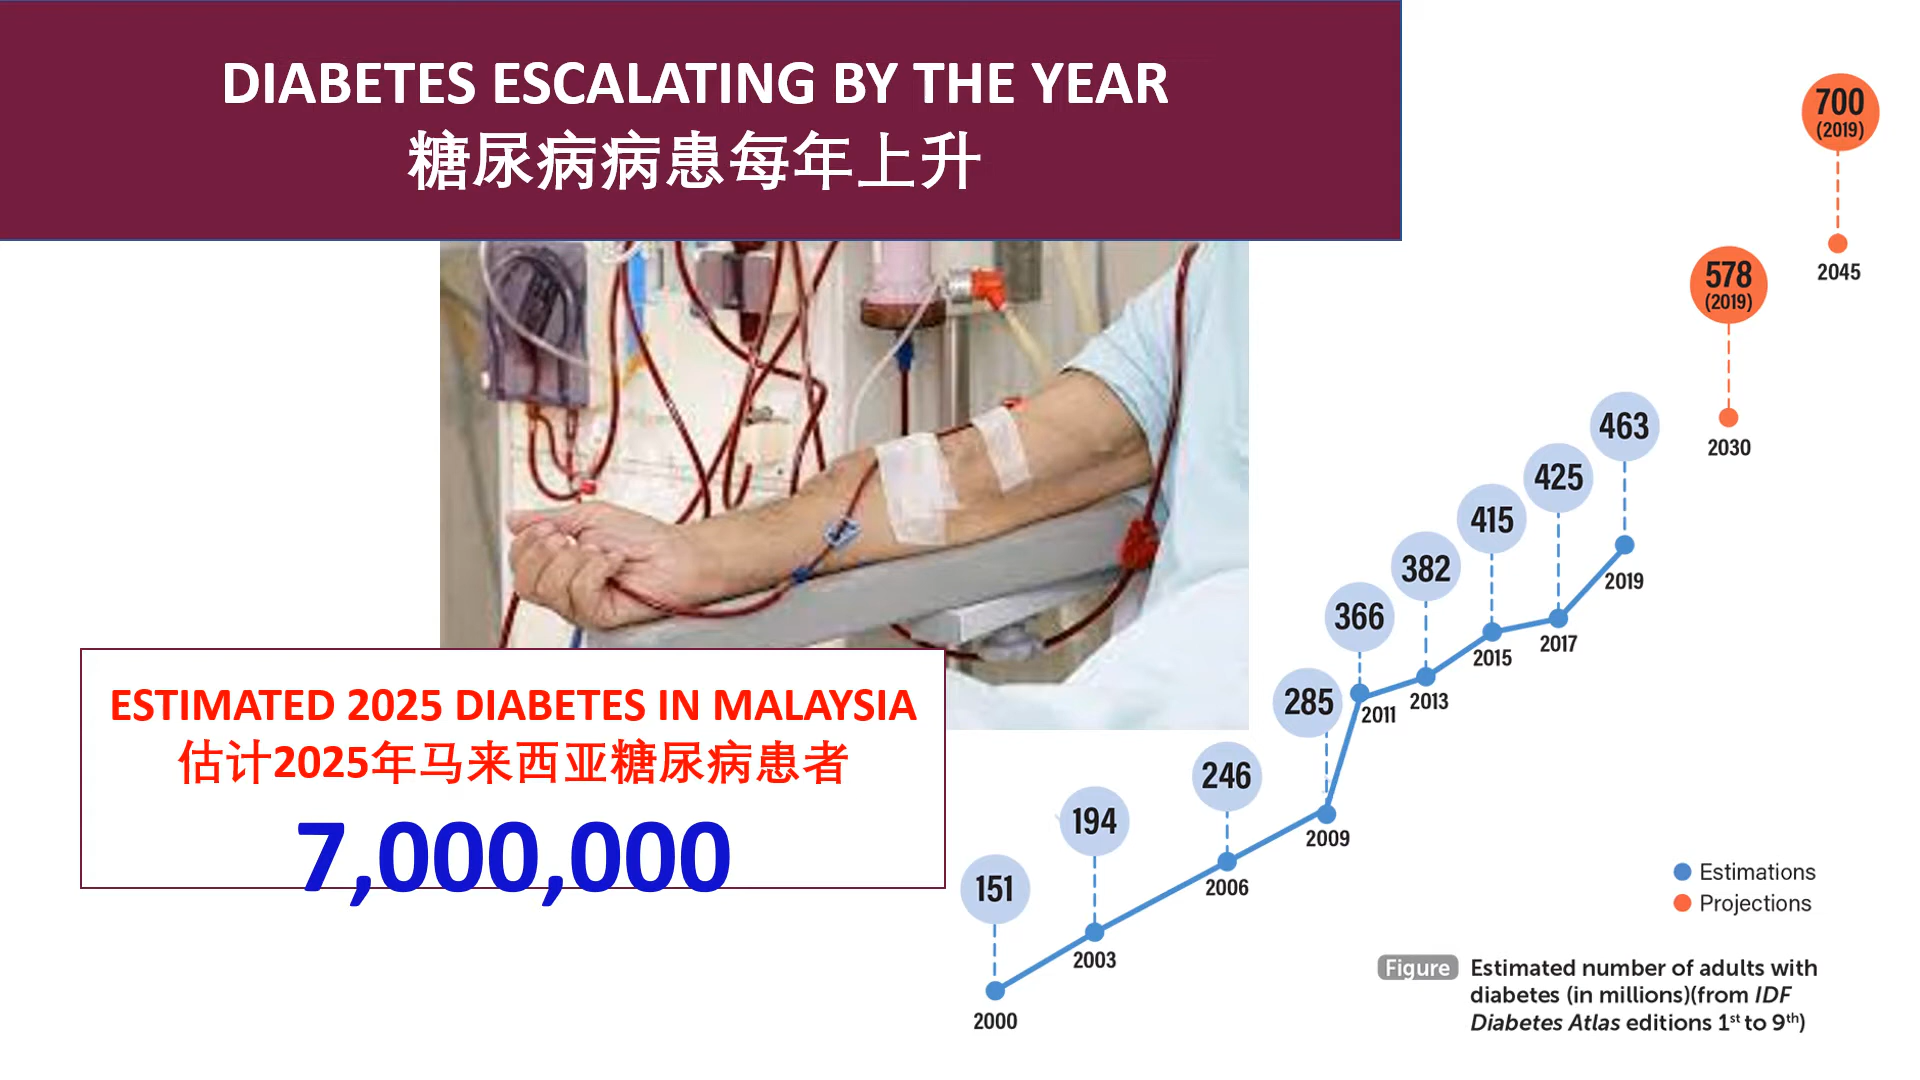 DIABETES ESCALATING BY THE YEAR
糖尿病病患每年上升
ESTIMATED 2025 DIABETES IN MALAYSIA
估计2025年马来西亚糖尿病患者
7,000,000
151
2000
194
2003
246
2006
285
2009
366
2011
382
2013
415
2015
425
2017
463
2019
578
(2019)
2030
700
(2019)
2045
Estimations
Projections
Figure Estimated number of adults with
diabetes (in millions)(from IDF
Diabetes Atlas editions 1st to 9th)